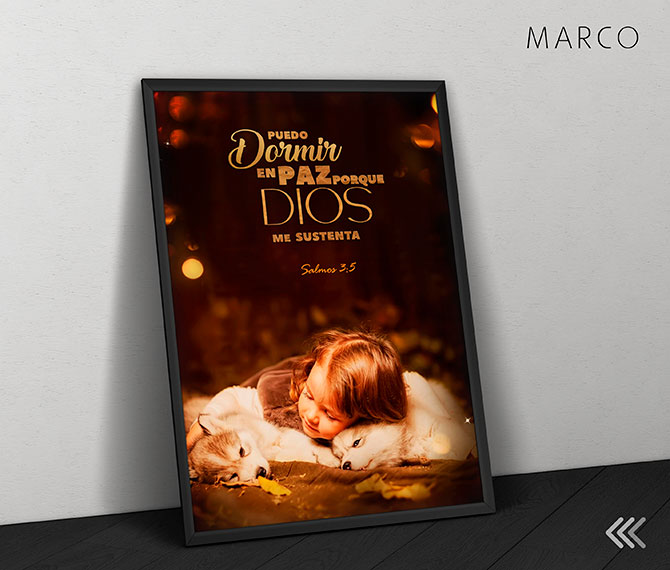 MARCO
PUEDO
Dormir
EN PAZ PORQUE
DIOS
ME SUSTENTA
Salmos 3:5